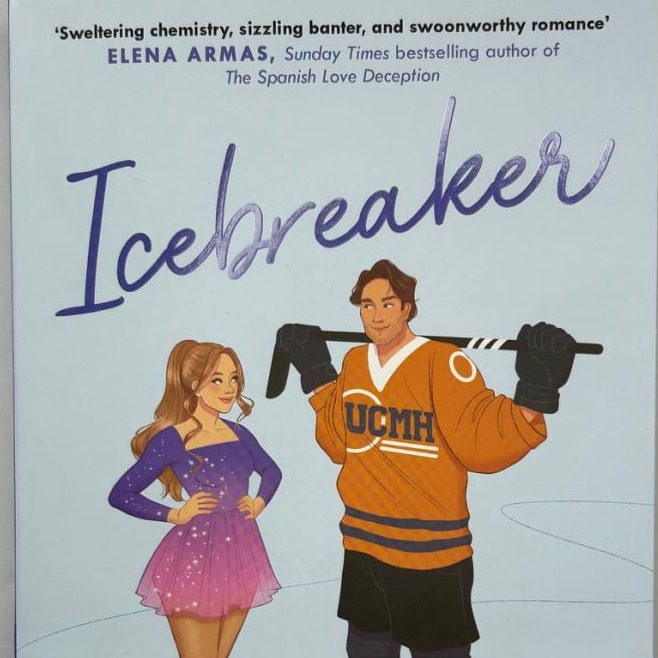 ‘Sweltering chemistry, sizzling banter, and swoonworthy romance’
ELENA ARMAS, Sunday Times bestselling author of
The Spanish Love Deception
Icebreaker
UCMH